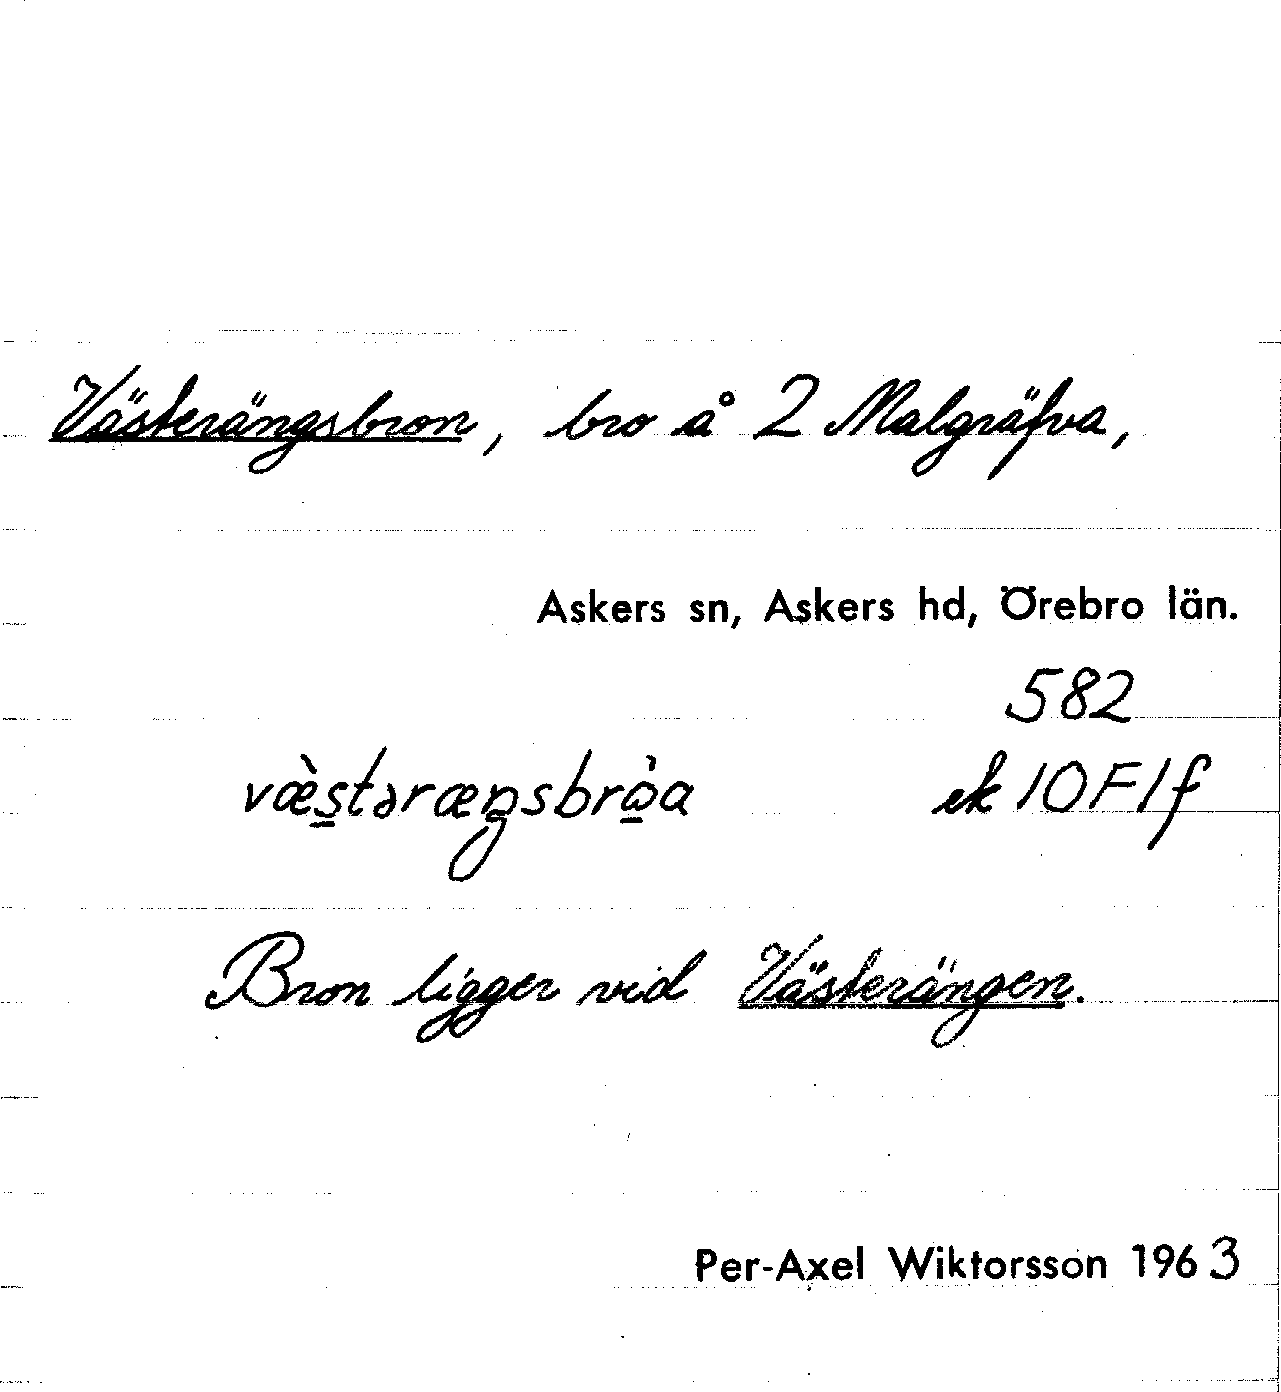 Västerängsbron, bro å 2 Malgräfva,
Askers sn, Askers hd, Örebro län.
582
væ̀s̲təræŋsbrὼ̲a ek 10F1f
Bron ligger vid Västerängen.
Per-Axel Wiktorsson 1963